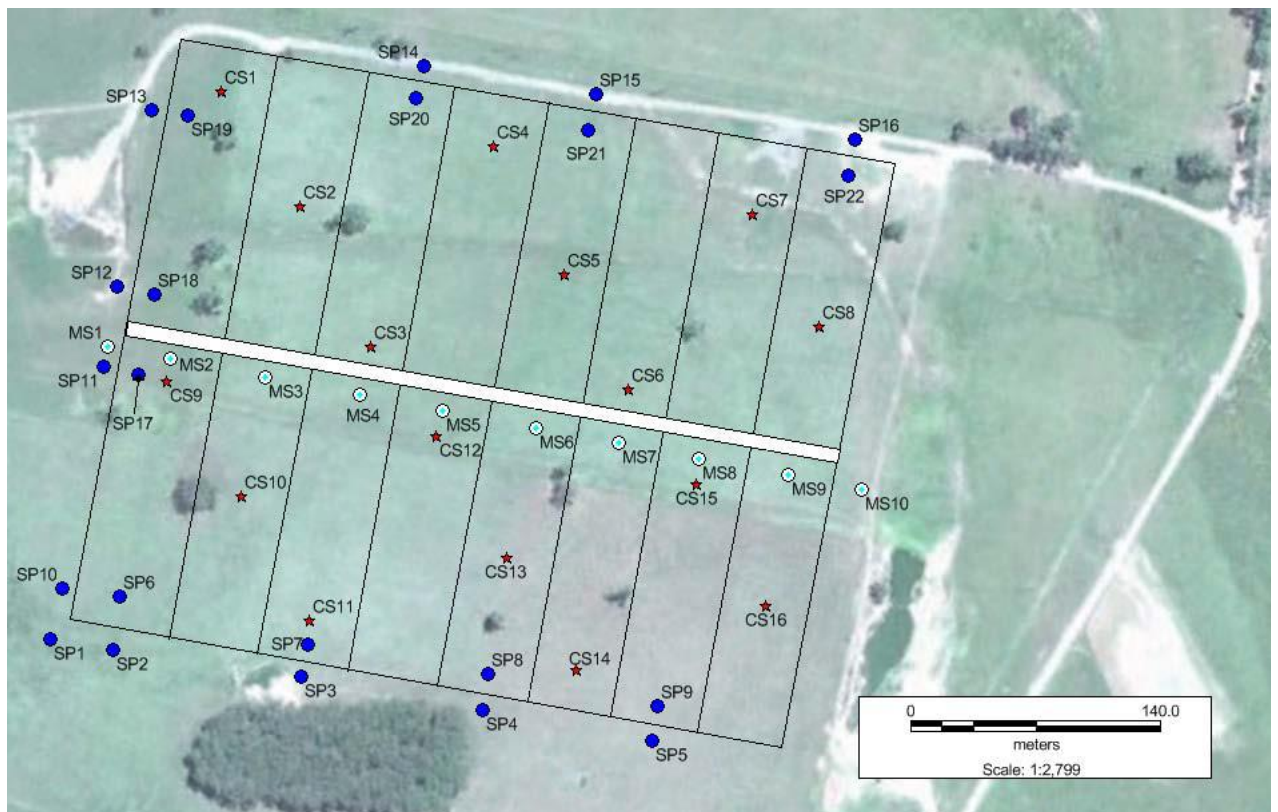 SP14
SP15
CS1
SP13
SP19
SP20
CS4
SP21
SP16
CS2
CS7
SP22
CS5
SP12
SP18
CS8
MS1
CS3
MS2
SP11
CS9
MS3
CS6
MS4
SP17
MS5
CS12
MS6
MS7
MS8
CS10
CS15
MS9
MS10
CS13
SP10
SP6
CS11
CS16
SP7
SP1
SP2
SP8
CS14
SP3
SP9
SP4
SP5
0 140.0
meters
Scale: 1:2,799